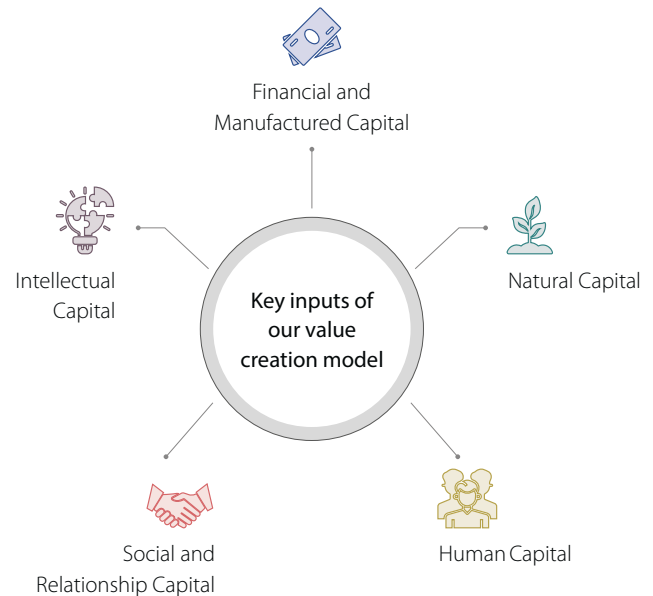 Financial and
Manufactured Capital
Intellectual
Capital
Natural Capital
Key inputs of
our value
creation model
Social and
Relationship Capital
Human Capital